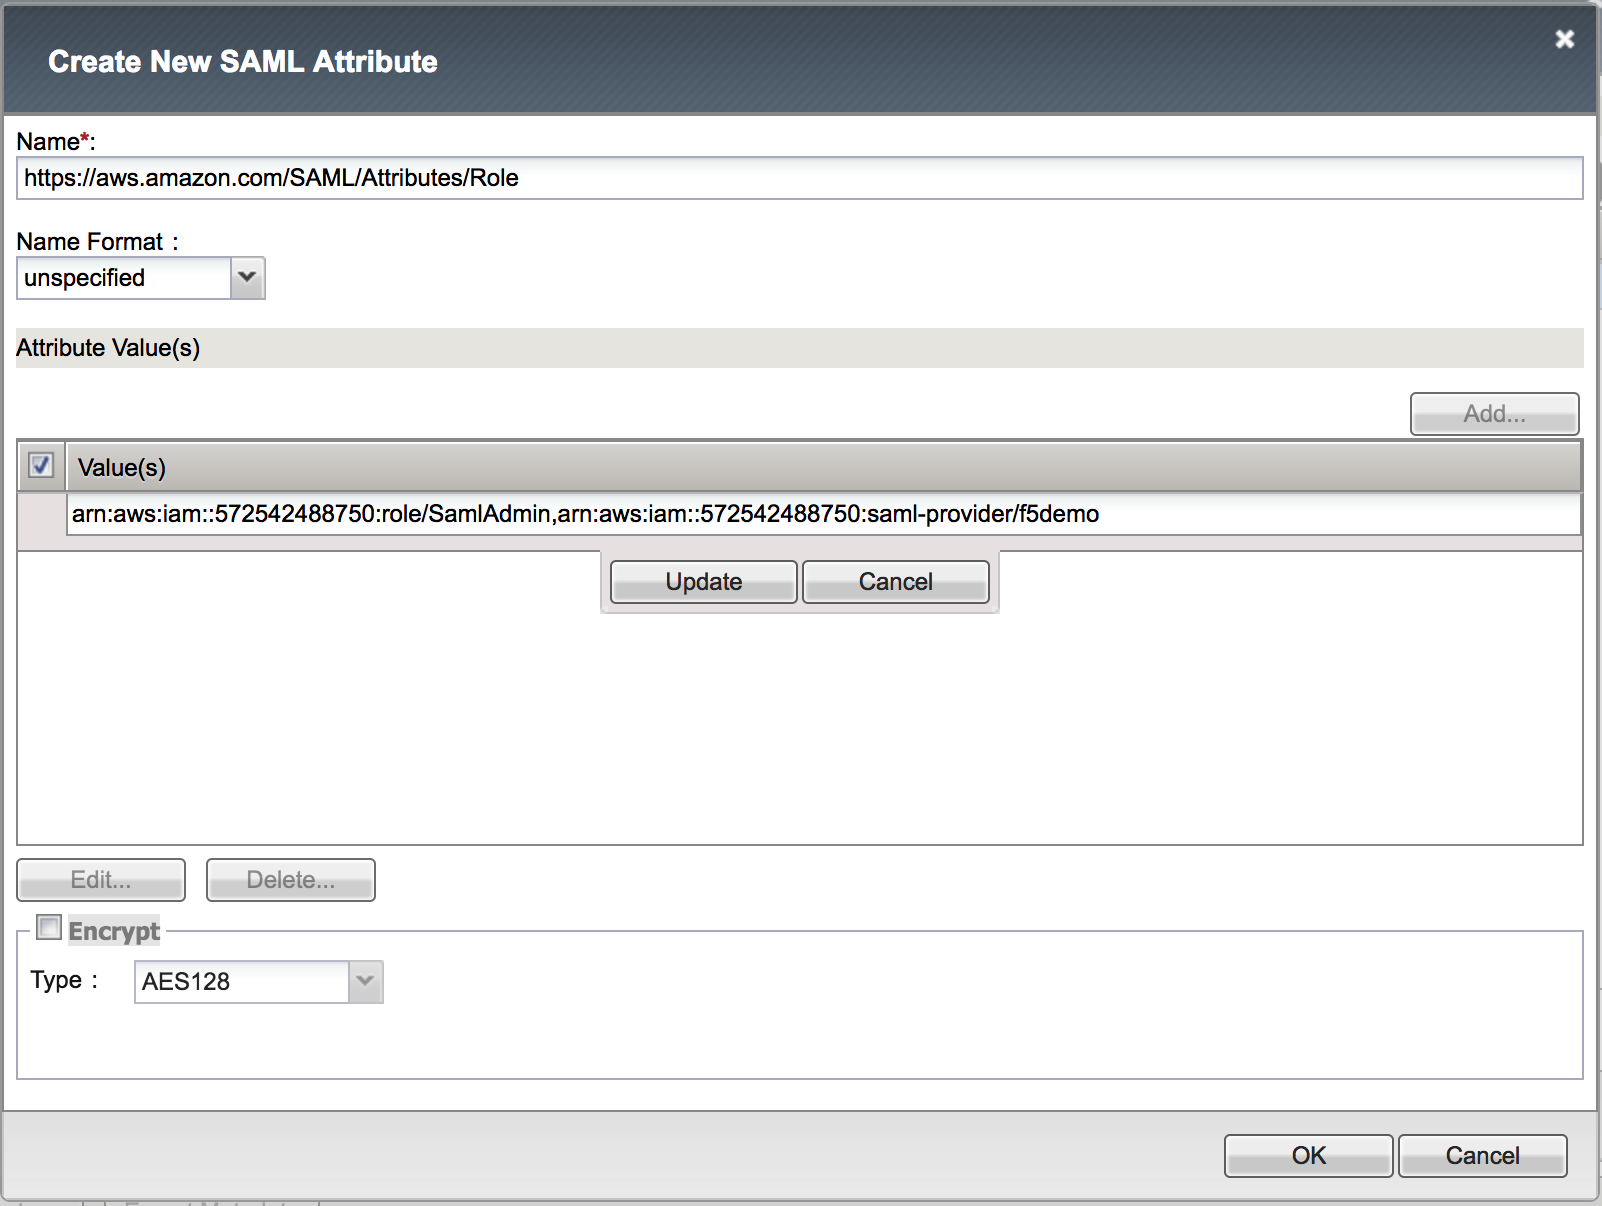 Create New SAML Attribute
Name*:
https://aws.amazon.com/SAML/Attributes/Role
Name Format :
unspecified
Attribute Value(s)
Add...
Value(s)
arn:aws:iam::572542488750:role/SamlAdmin,arn:aws:iam::572542488750:saml-provider/f5demo
Update Cancel
Edit... Delete...
Encrypt
Type : AES128
OK Cancel